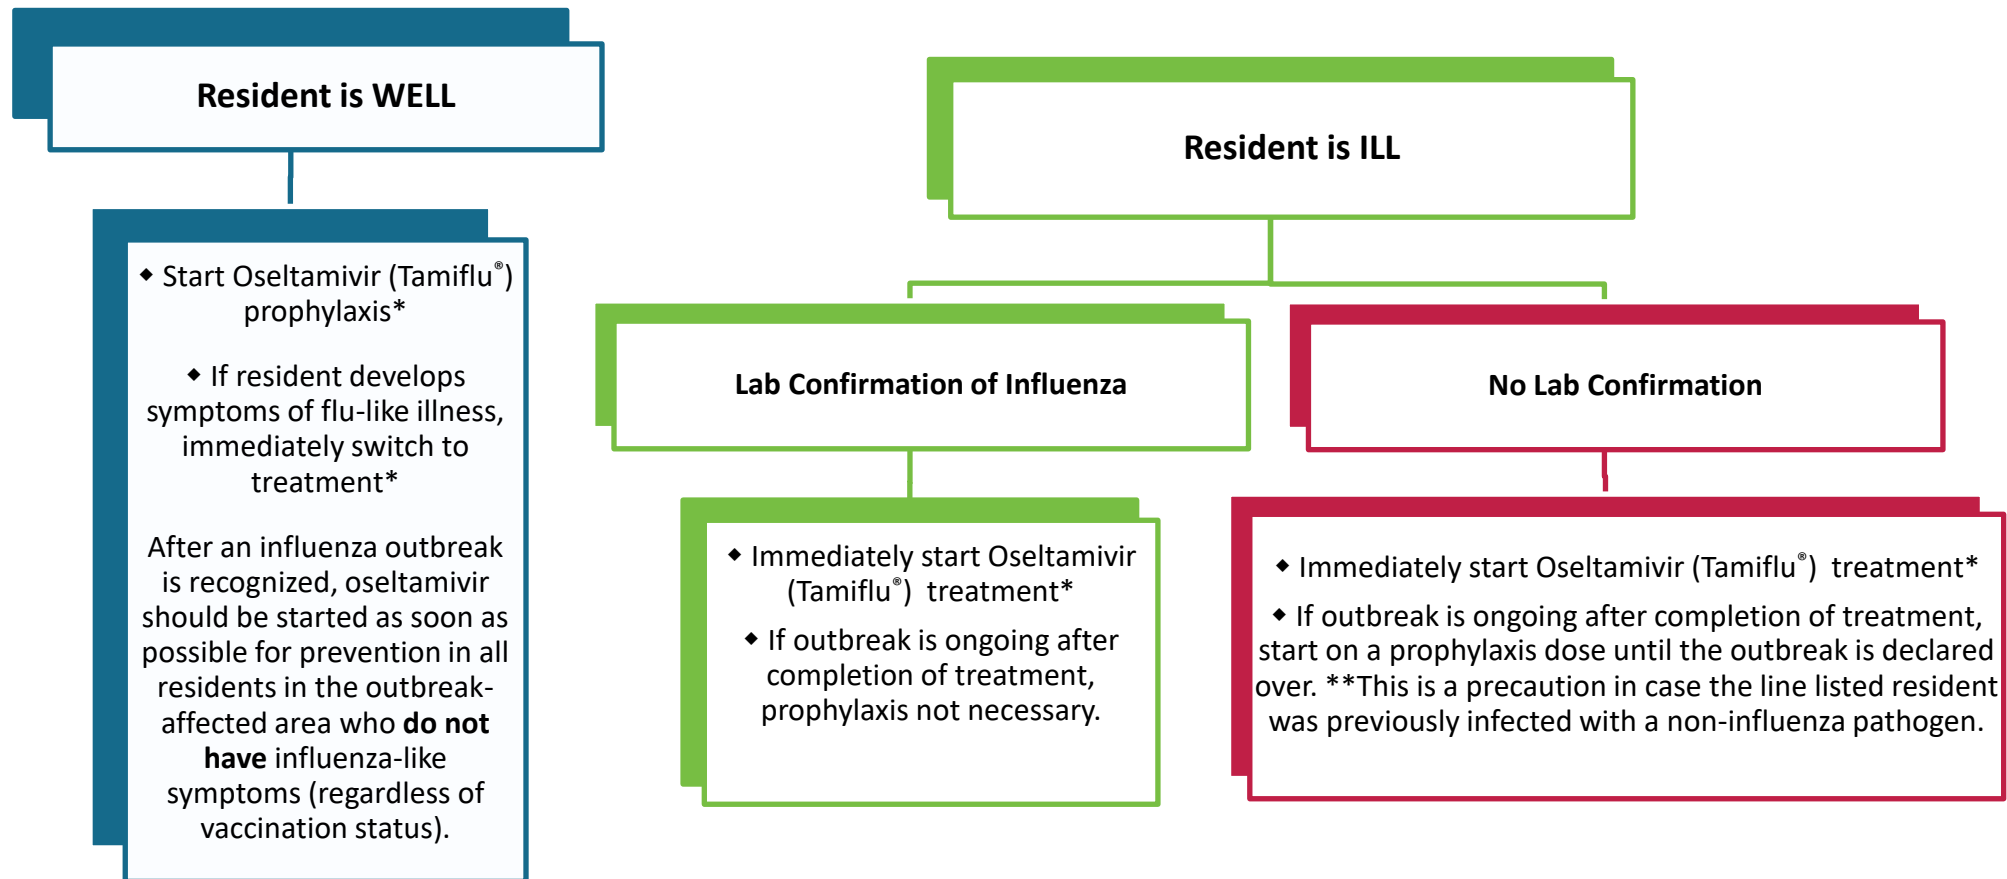 Resident is WELL
◆ Start Oseltamivir (Tamiflu®)
prophylaxis*
◆ If resident develops
symptoms of flu-like illness,
immediately switch to
treatment*
After an influenza outbreak
is recognized, oseltamivir
should be started as soon as
possible for prevention in all
residents in the outbreak-
affected area who do not
have influenza-like
symptoms (regardless of
vaccination status).
Resident is ILL
Lab Confirmation of Influenza
◆ Immediately start Oseltamivir
(Tamiflu®) treatment*
◆ If outbreak is ongoing after
completion of treatment,
prophylaxis not necessary.
No Lab Confirmation
◆ Immediately start Oseltamivir (Tamiflu®) treatment*
◆ If outbreak is ongoing after completion of treatment,
start on a prophylaxis dose until the outbreak is declared
over. **This is a precaution in case the line listed resident
was previously infected with a non-influenza pathogen.